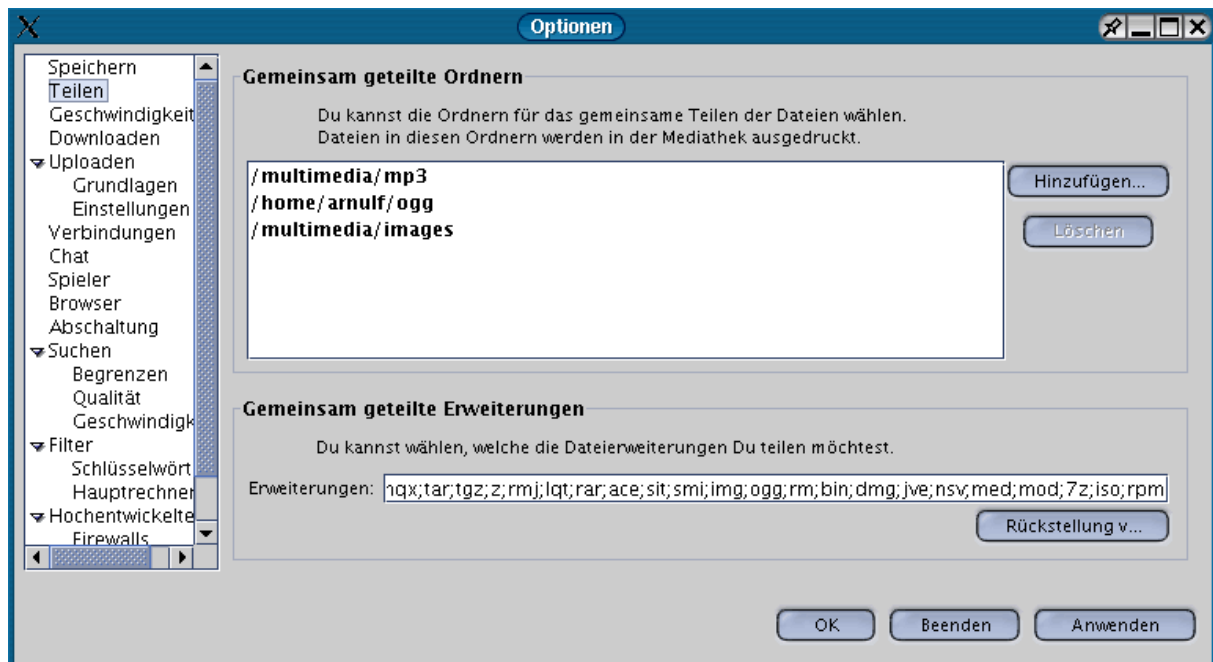 Optionen
Speichern
Teilen
Geschwindigkeit
Downloaden
Uploaden
Grundlagen
Einstellungen
Verbindungen
Chat
Spieler
Browser
Abschaltung
Suchen
Begrenzen
Qualität
Geschwindigk
Filter
Schlüsselwört
Hauptrechner
Hochentwickelte
Firewalls
Gemeinsam geteilte Ordnern
Du kannst die Ordnern für das gemeinsame Teilen der Dateien wählen.
Dateien in diesen Ordnern werden in der Mediathek ausgedruckt.
/multimedia/mp3
/home/arnulf/ogg
/multimedia/images
Hinzufügen...
Löschen
Gemeinsam geteilte Erweiterungen
Du kannst wählen, welche die Dateierweiterungen Du teilen möchtest.
Erweiterungen: hqx;tar;tgz;z;rmj;lqt;rar;ace;sit;smi;img;ogg;rm;bin;dmg;jve;nsv;med;mod;7z;iso;rpm
Rückstellung v...
OK Beenden Anwenden